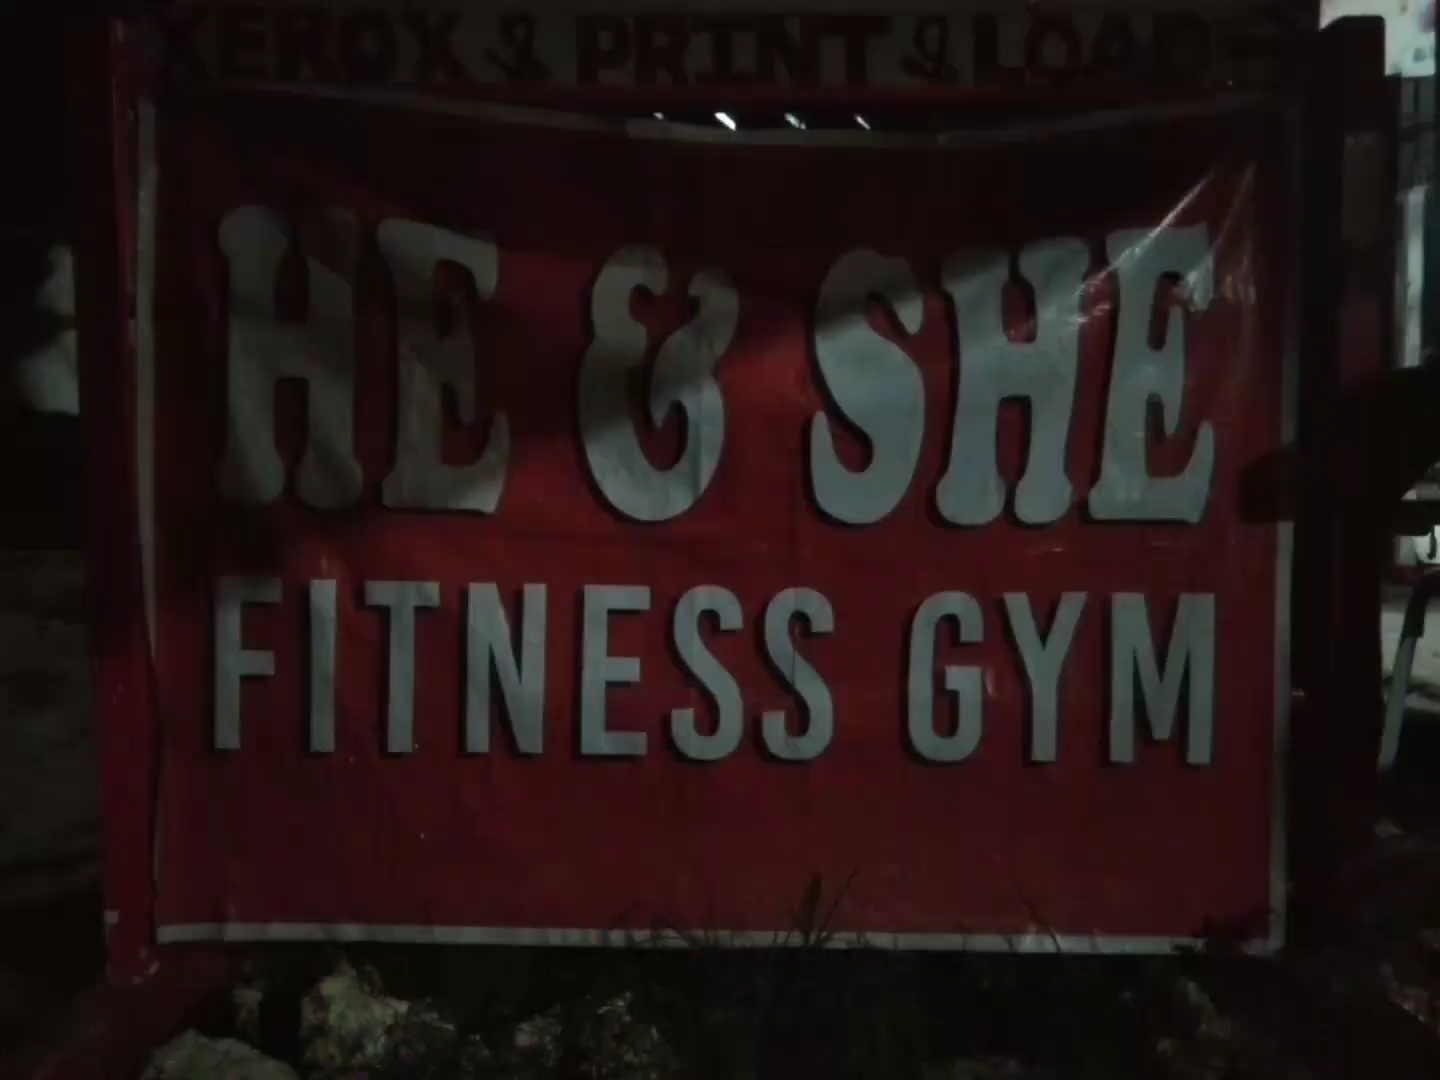 XEROX & PRINT & LOAD
HE & SHE
FITNESS GYM